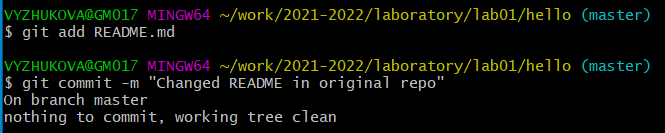 VYZHUKOVA@GM017 MINGW64 ~/work/2021-2022/laboratory/lab01/hello (master)
$ git add README.md
VYZHUKOVA@GM017 MINGW64 ~/work/2021-2022/laboratory/lab01/hello (master)
$ git commit -m "Changed README in original repo"
On branch master
nothing to commit, working tree clean